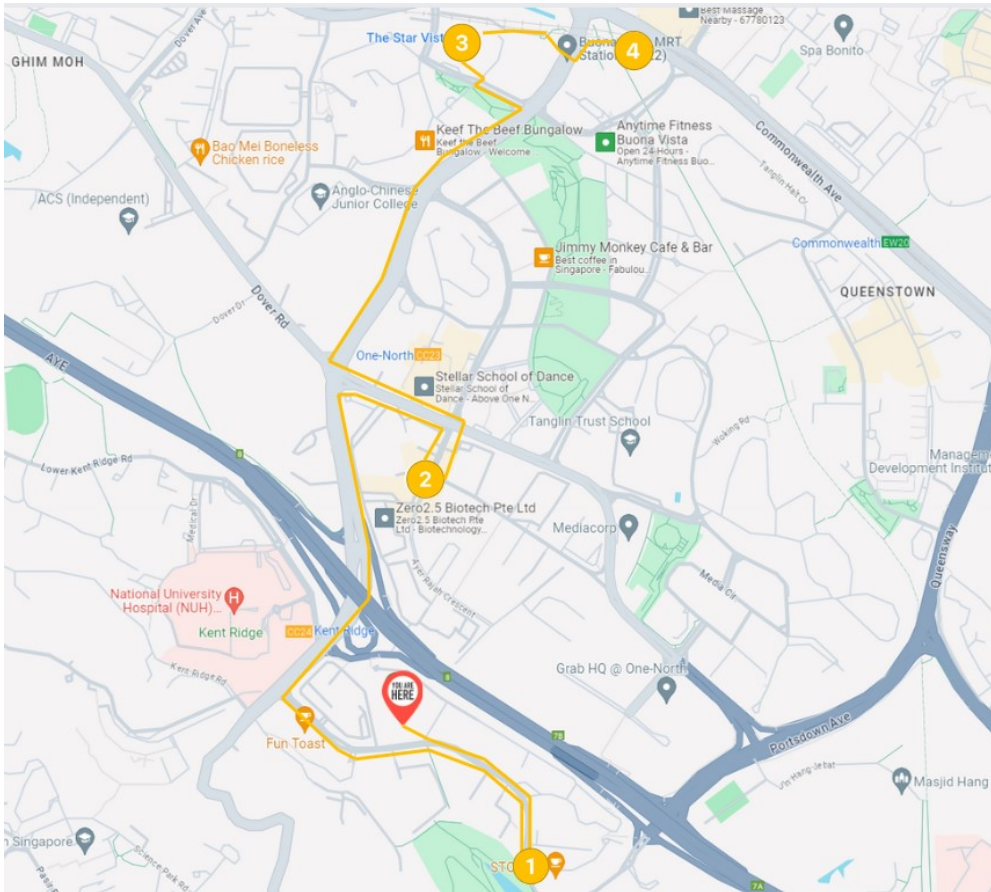 Best Massage
Nearby - 67780123
The Star Vist
3
4
Spa Bonito
GHIM MOH
Dover Ave
Buona MRT
Station 2)
Keef The Beef Bungalow
Keef the Beef
Bungalow - Welcome
Anytime Fitness
Buona Vista
Open 24-Hours -
Anytime Fitness Buo...
Commonwealth Ave
Bao Mei Boneless
Chicken rice
Tanglin Halt Cl
Anglo-Chinese
Junior College
ACS (Independent)
Jimmy Monkey Cafe & Bar
Best coffee in
Singapore - Fabulou...
Commonwealth EW20
QUEENSTOWN
Dover Dr
Dover Rd
AYE
One-North CC23
Stellar School of Dance
Stellar School of
Dance - Above One N...
Tanglin Trust School
Woking Rd
8
Lower Kent Ridge Rd
2
Managem
Development Institut
Medical Dr
Zero2.5 Biotech Pte Ltd
Zero2.5 Biotech Pte
Ltd - Biotechnology...
Mediacorp
Queensway
Ayer Rajah Crescent
Media Cir
National University
Hospital (NUH)...
Kent Ridge
CC24 Kent Ridge
Kent Ridge Rd
Grab HQ @ One-North
YOU ARE
HERE
8
Fun Toast
7B
Portsdown Ave
Jln Hang Jebat
Masjid Hang
n Singapore
STO
1
Science Park Rd
Pasir P
7A